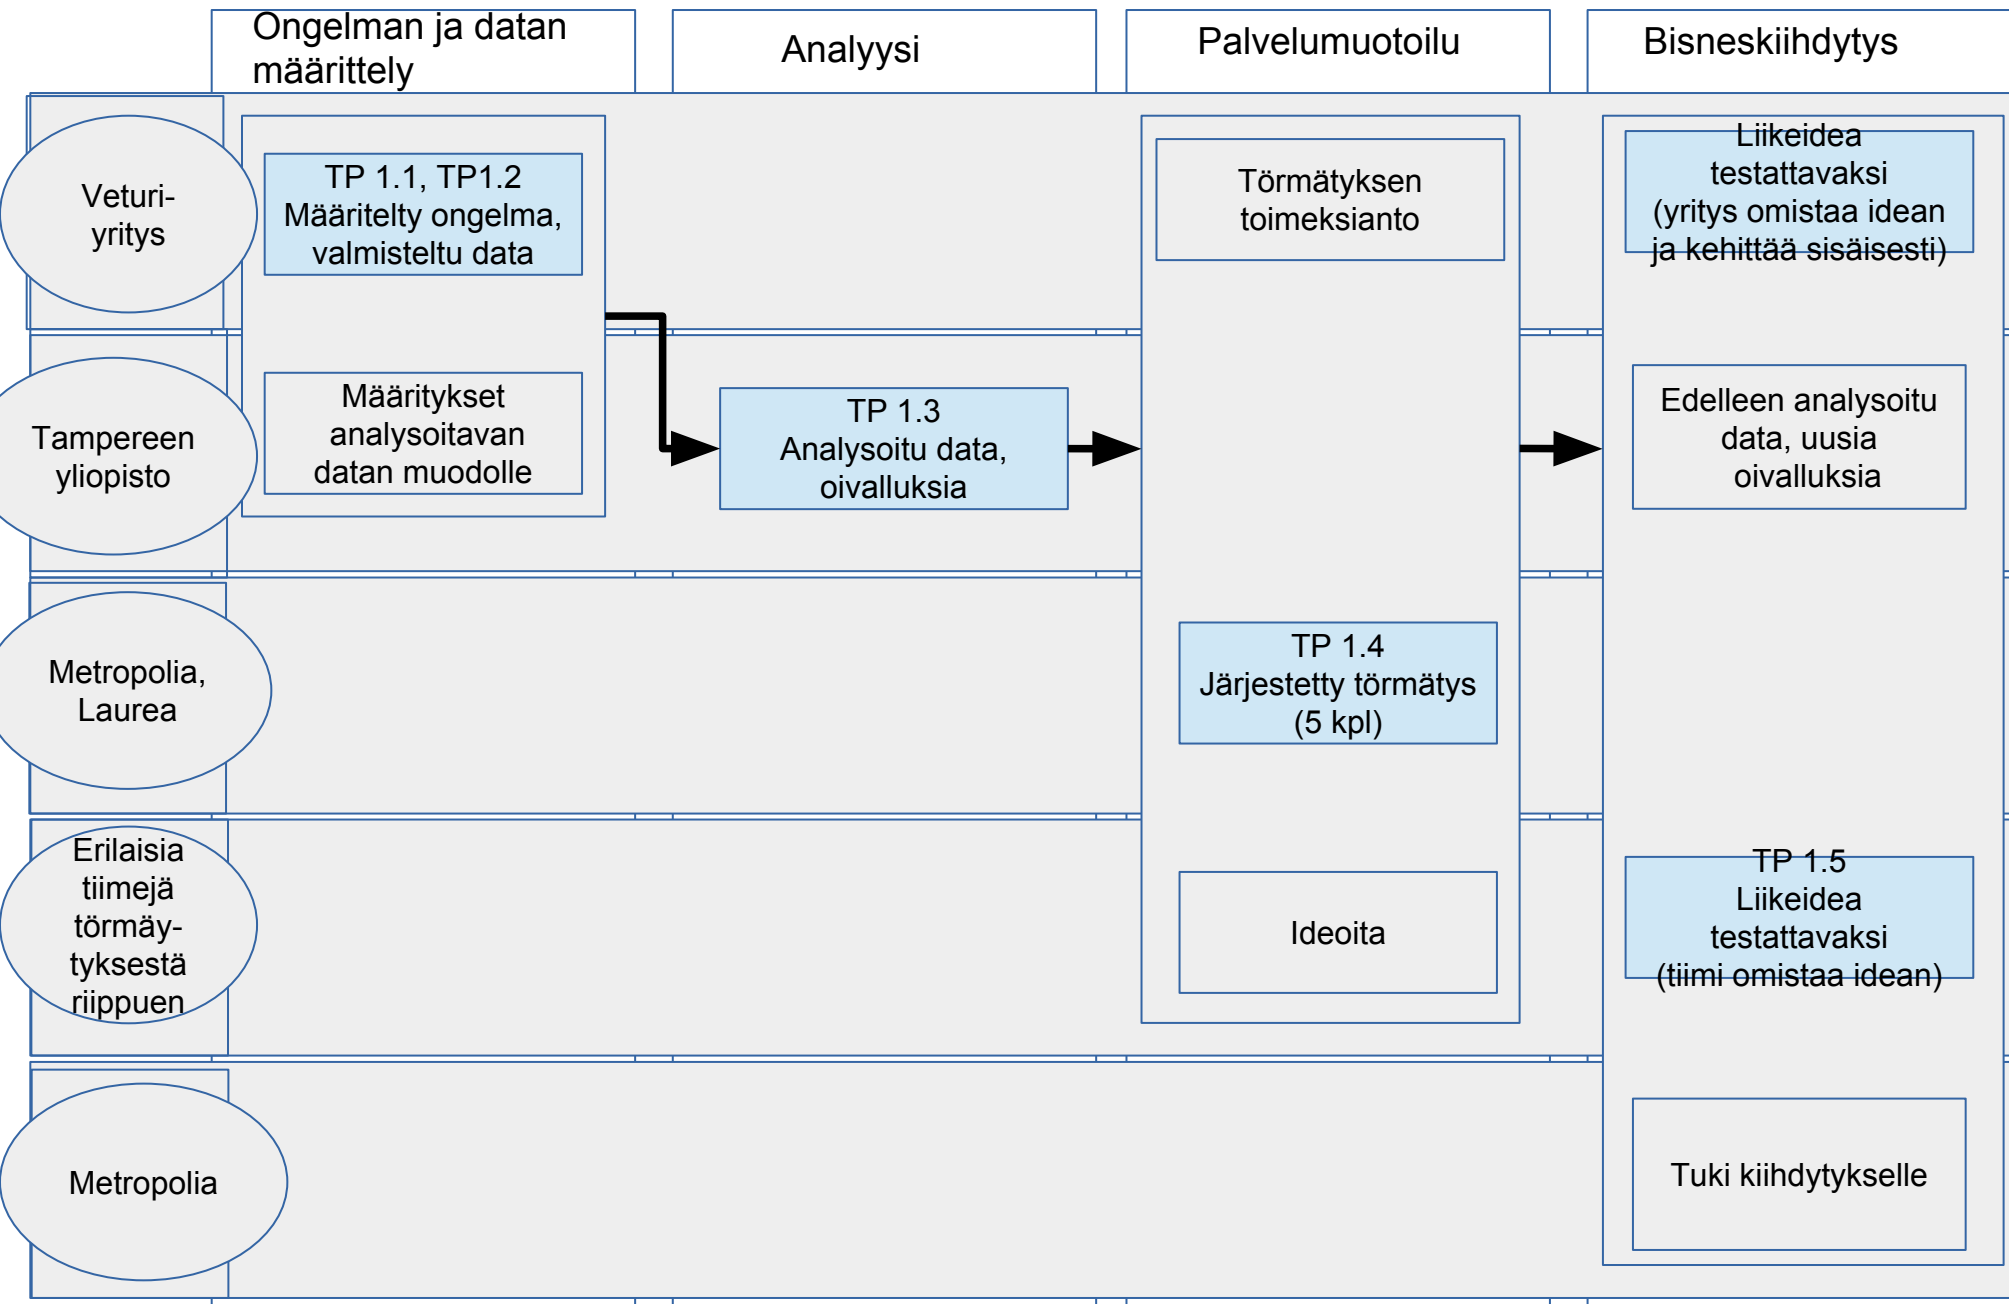 Ongelman ja datan
määrittely
Analyysi
Palvelumuotoilu
Bisneskiihdytys
Veturi-
yritys
TP 1.1, TP1.2
Määritelty ongelma,
valmisteltu data
Törmätyksen
toimeksianto
Liikeidea
testattavaksi
(yritys omistaa idean
ja kehittää sisäisesti)
Tampereen
yliopisto
Määritykset
analysoitavan
datan muodolle
TP 1.3
Analysoitu data,
oivalluksia
Edelleen analysoitu
data, uusia
oivalluksia
Metropolia,
Laurea
TP 1.4
Järjestetty törmätys
(5 kpl)
Erilaisia
tiimejä
törmäy-
tyksestä
riippuen
Ideoita
TP 1.5
Liikeidea
testattavaksi
(tiimi omistaa idean)
Metropolia
Tuki kiihdytykselle